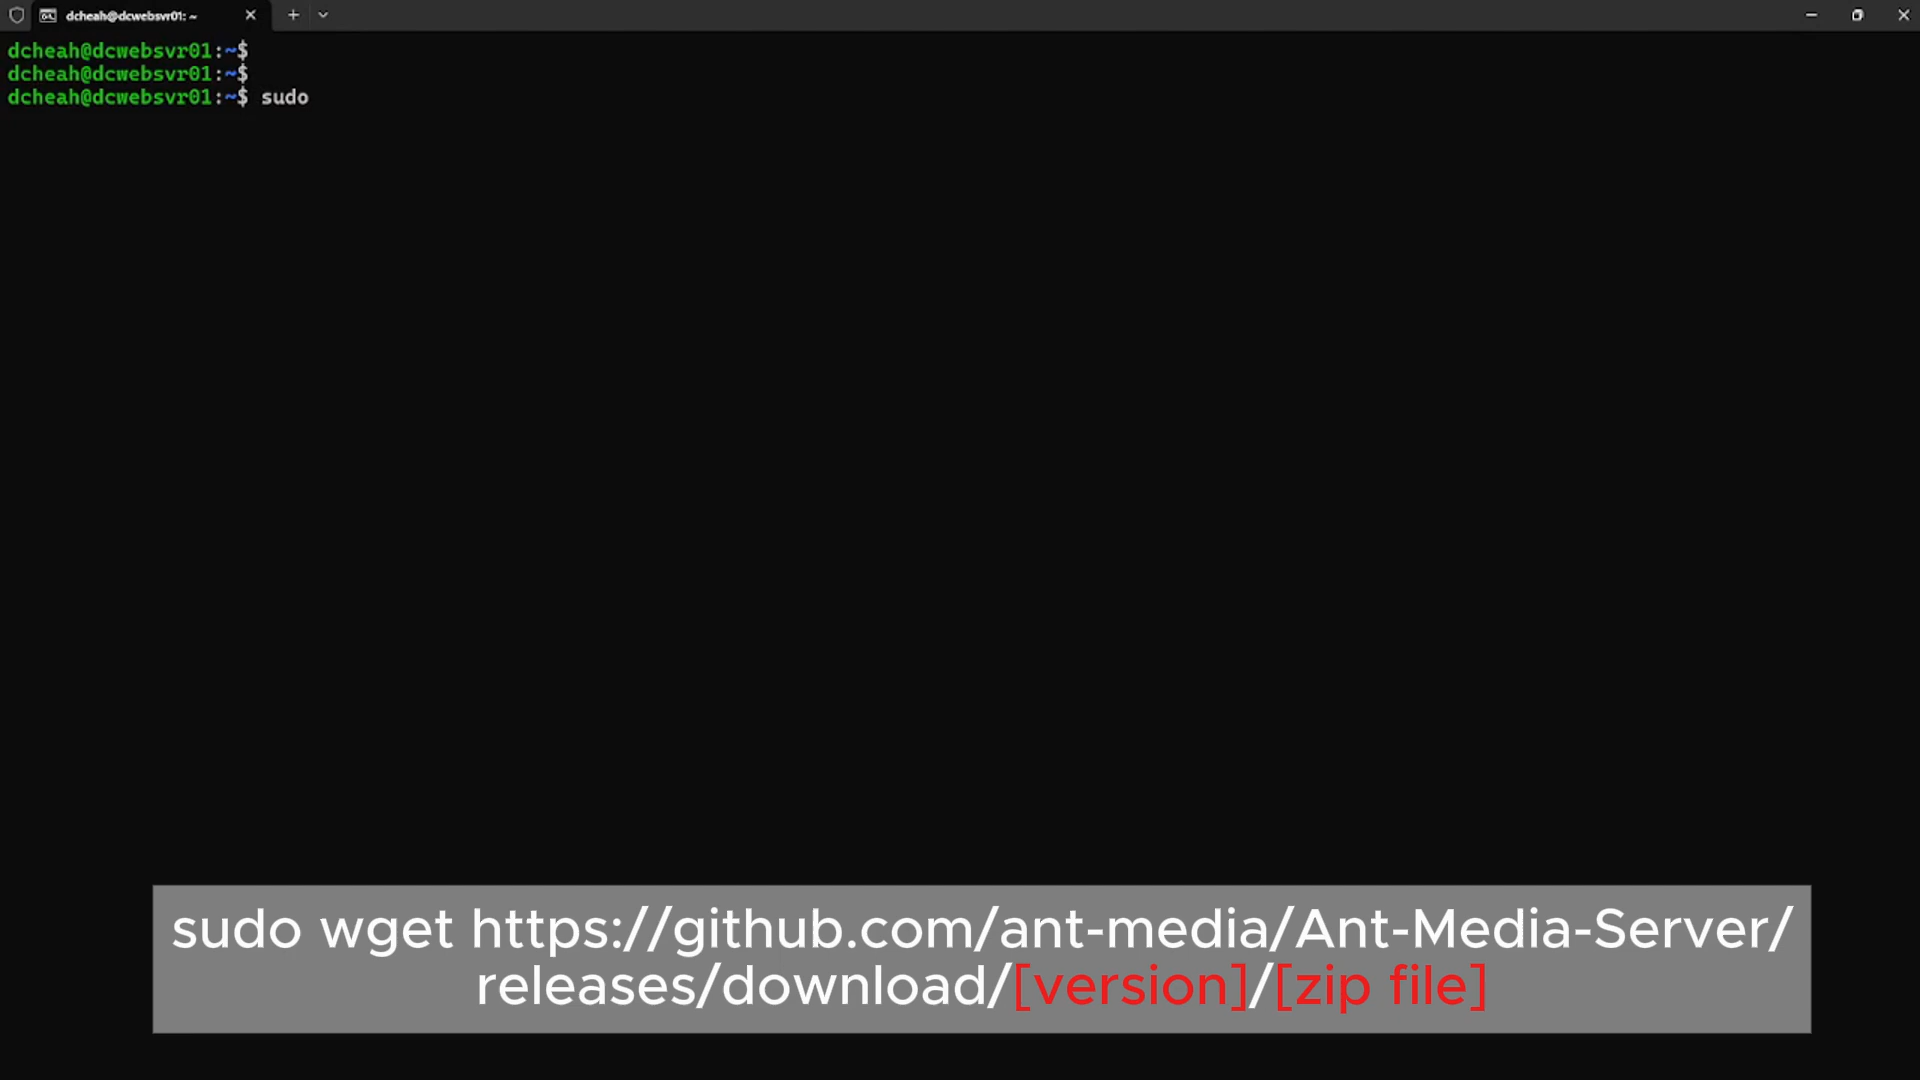 dcheah@dcwebsvr01: ~
dcheah@dcwebsvr01:~$
dcheah@dcwebsvr01:~$
dcheah@dcwebsvr01:~$ sudo
sudo wget https://github.com/ant-media/Ant-Media-Server/
releases/download/[version]/[zip file]